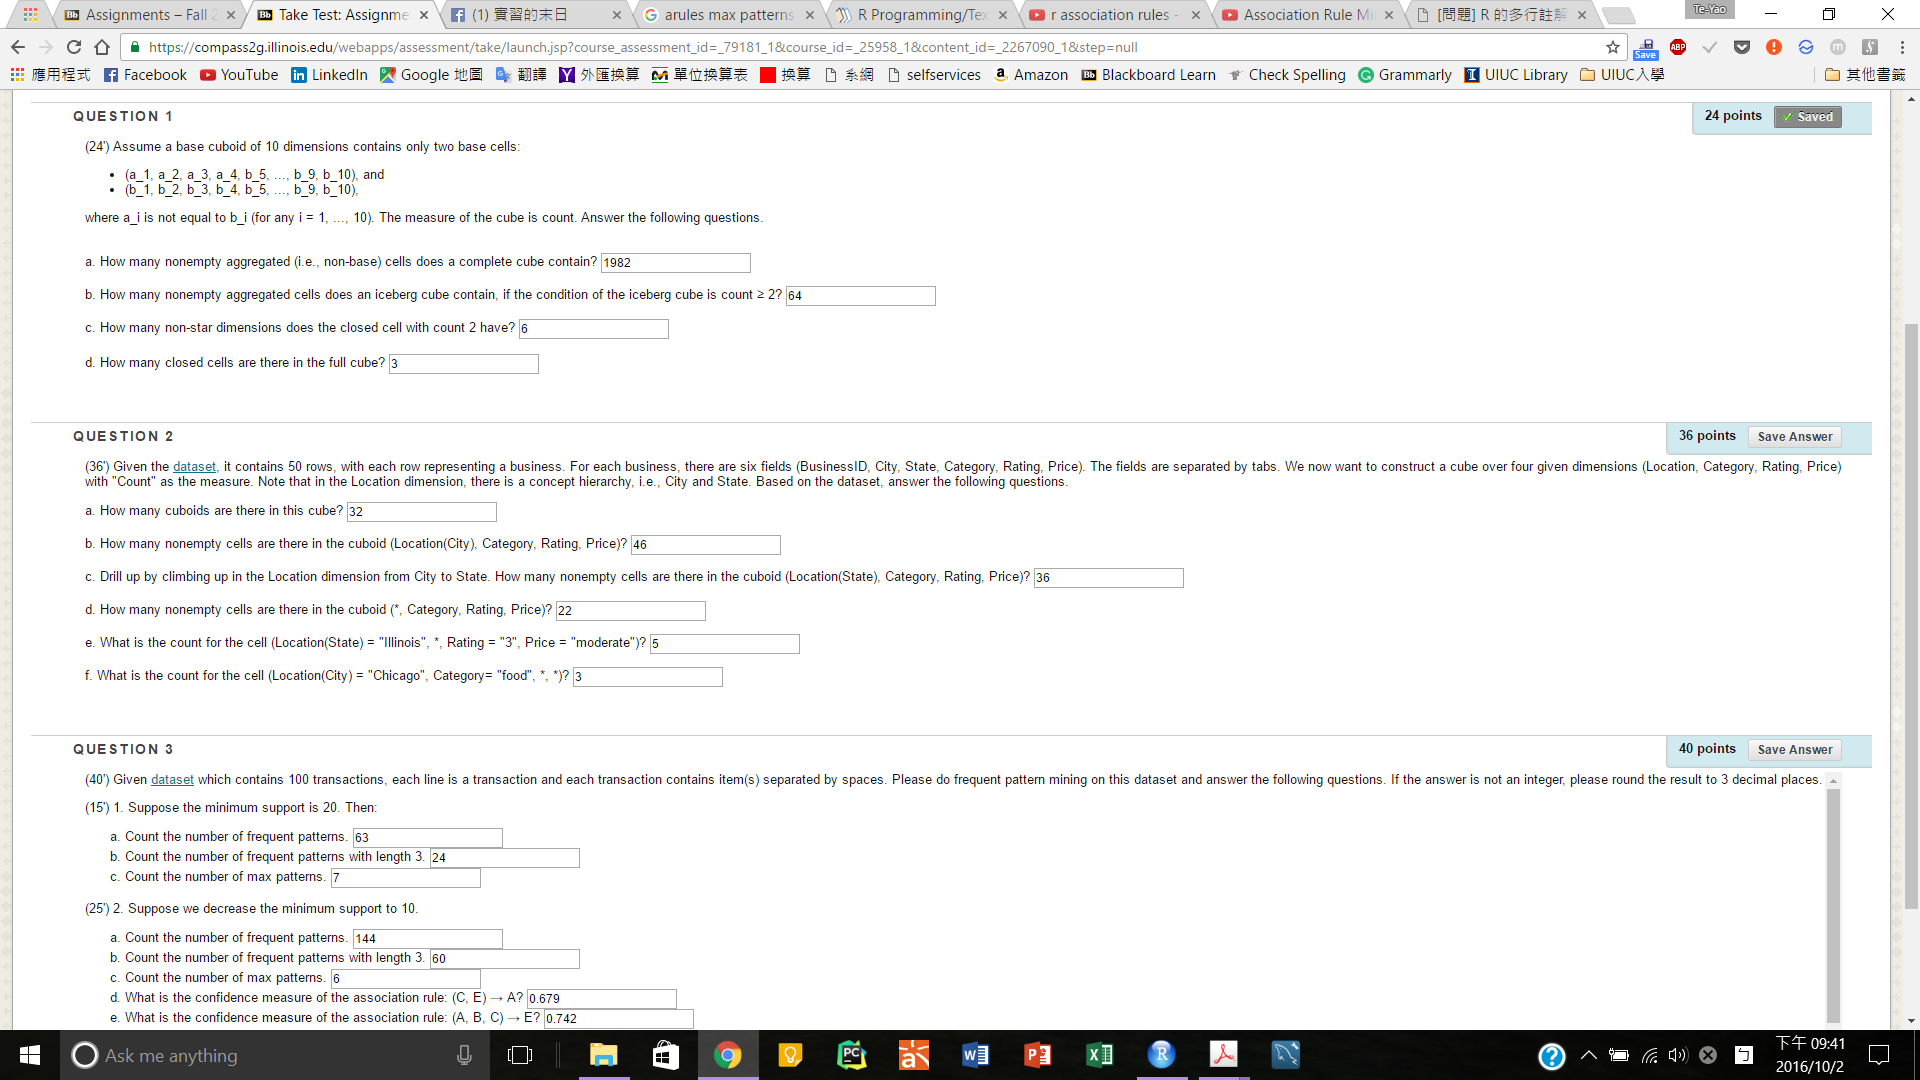 Assignments – Fall 2
Take Test: Assignme
(1) 實習的末日
arules max patterns
R Programming/Tex
r association rules -
Association Rule Mi
[問題] R 的多行註解
Te-Yao
https://compass2g.illinois.edu/webapps/assessment/take/launch.jsp?course_assessment_id=_79181_1&course_id=_25958_1&content_id=_2267090_1&step=null
Save
ABP
應用程式 Facebook YouTube LinkedIn Google 地圖 翻譯 外匯換算 單位換算表 換算 系網 selfservices Amazon Blackboard Learn Check Spelling Grammarly UIUC Library UIUC入學 其他書籤
QUESTION 1
24 points Saved
(24') Assume a base cuboid of 10 dimensions contains only two base cells:
• (a_1, a_2, a_3, a_4, b_5, ..., b_9, b_10), and
• (b_1, b_2, b_3, b_4, b_5, ..., b_9, b_10),
where a_i is not equal to b_i (for any i = 1, ..., 10). The measure of the cube is count. Answer the following questions.
a. How many nonempty aggregated (i.e., non-base) cells does a complete cube contain? 1982
b. How many nonempty aggregated cells does an iceberg cube contain, if the condition of the iceberg cube is count ≥ 2? 64
c. How many non-star dimensions does the closed cell with count 2 have? 6
d. How many closed cells are there in the full cube? 3
QUESTION 2
36 points Save Answer
(36') Given the dataset, it contains 50 rows, with each row representing a business. For each business, there are six fields (BusinessID, City, State, Category, Rating, Price). The fields are separated by tabs. We now want to construct a cube over four given dimensions (Location, Category, Rating, Price)
with "Count" as the measure. Note that in the Location dimension, there is a concept hierarchy, i.e., City and State. Based on the dataset, answer the following questions.
a. How many cuboids are there in this cube? 32
b. How many nonempty cells are there in the cuboid (Location(City), Category, Rating, Price)? 46
c. Drill up by climbing up in the Location dimension from City to State. How many nonempty cells are there in the cuboid (Location(State), Category, Rating, Price)? 36
d. How many nonempty cells are there in the cuboid (*, Category, Rating, Price)? 22
e. What is the count for the cell (Location(State) = "Illinois", *, Rating = "3", Price = "moderate")? 5
f. What is the count for the cell (Location(City) = "Chicago", Category= "food", *, *)? 3
QUESTION 3
40 points Save Answer
(40') Given dataset which contains 100 transactions, each line is a transaction and each transaction contains item(s) separated by spaces. Please do frequent pattern mining on this dataset and answer the following questions. If the answer is not an integer, please round the result to 3 decimal places.
(15') 1. Suppose the minimum support is 20. Then:
a. Count the number of frequent patterns. 63
b. Count the number of frequent patterns with length 3. 24
c. Count the number of max patterns. 7
(25') 2. Suppose we decrease the minimum support to 10.
a. Count the number of frequent patterns. 144
b. Count the number of frequent patterns with length 3. 60
c. Count the number of max patterns. 6
d. What is the confidence measure of the association rule: (C, E) → A? 0.679
e. What is the confidence measure of the association rule: (A, B, C) → E? 0.742
Ask me anything
下午 09:41
2016/10/2